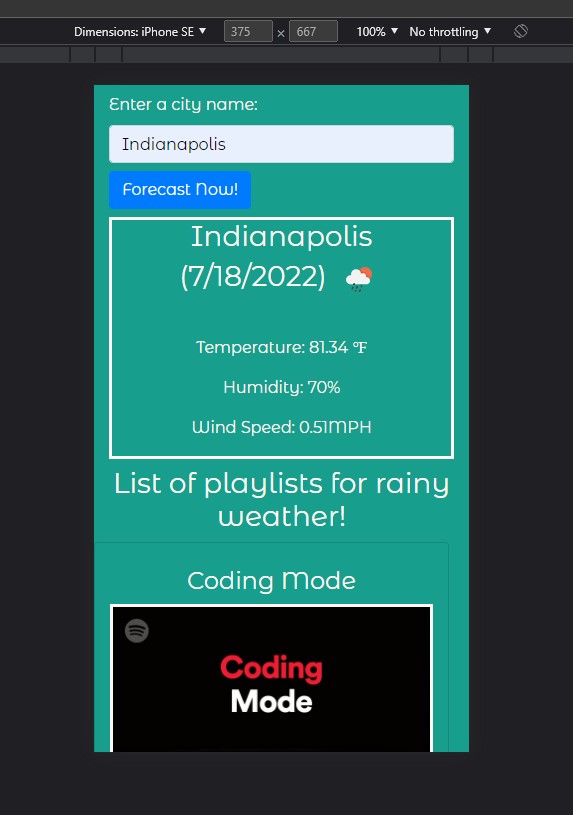 Dimensions: iPhone SE ▼ 375 × 667 100% ▼ No throttling ▼
Enter a city name:
Indianapolis
Forecast Now!
Indianapolis
(7/18/2022)
Temperature: 81.34 °F
Humidity: 70%
Wind Speed: 0.51MPH
List of playlists for rainy
weather!
Coding Mode
Coding
Mode